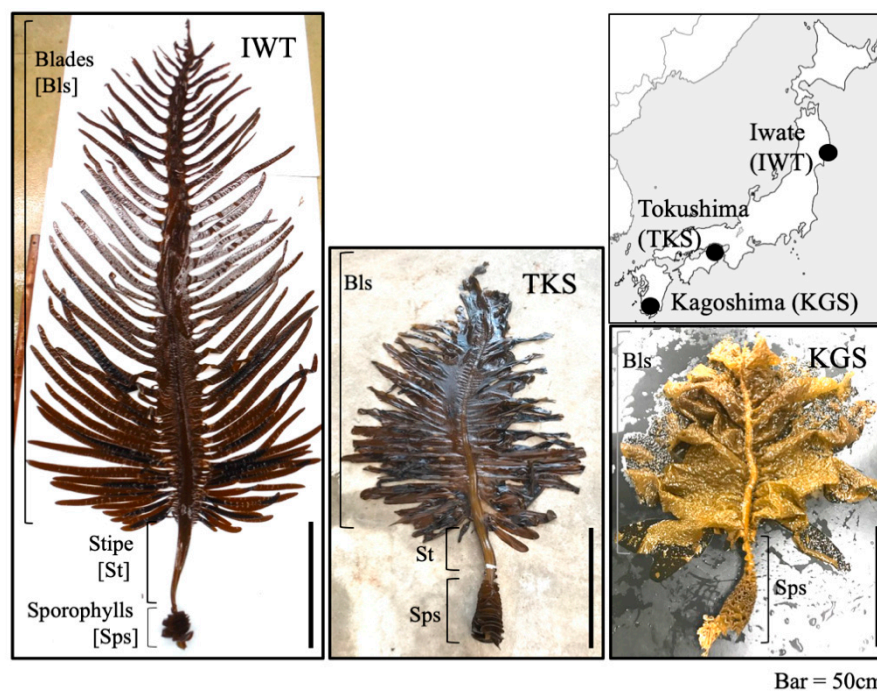 IWT
Blades
[Bls]
Stipe
[St]
Sporophylls
[Sps]
TKS
Bls
St
Sps
Iwate
(IWT)
Tokushima
(TKS)
Kagoshima (KGS)
KGS
Bls
Sps
Bar = 50cm